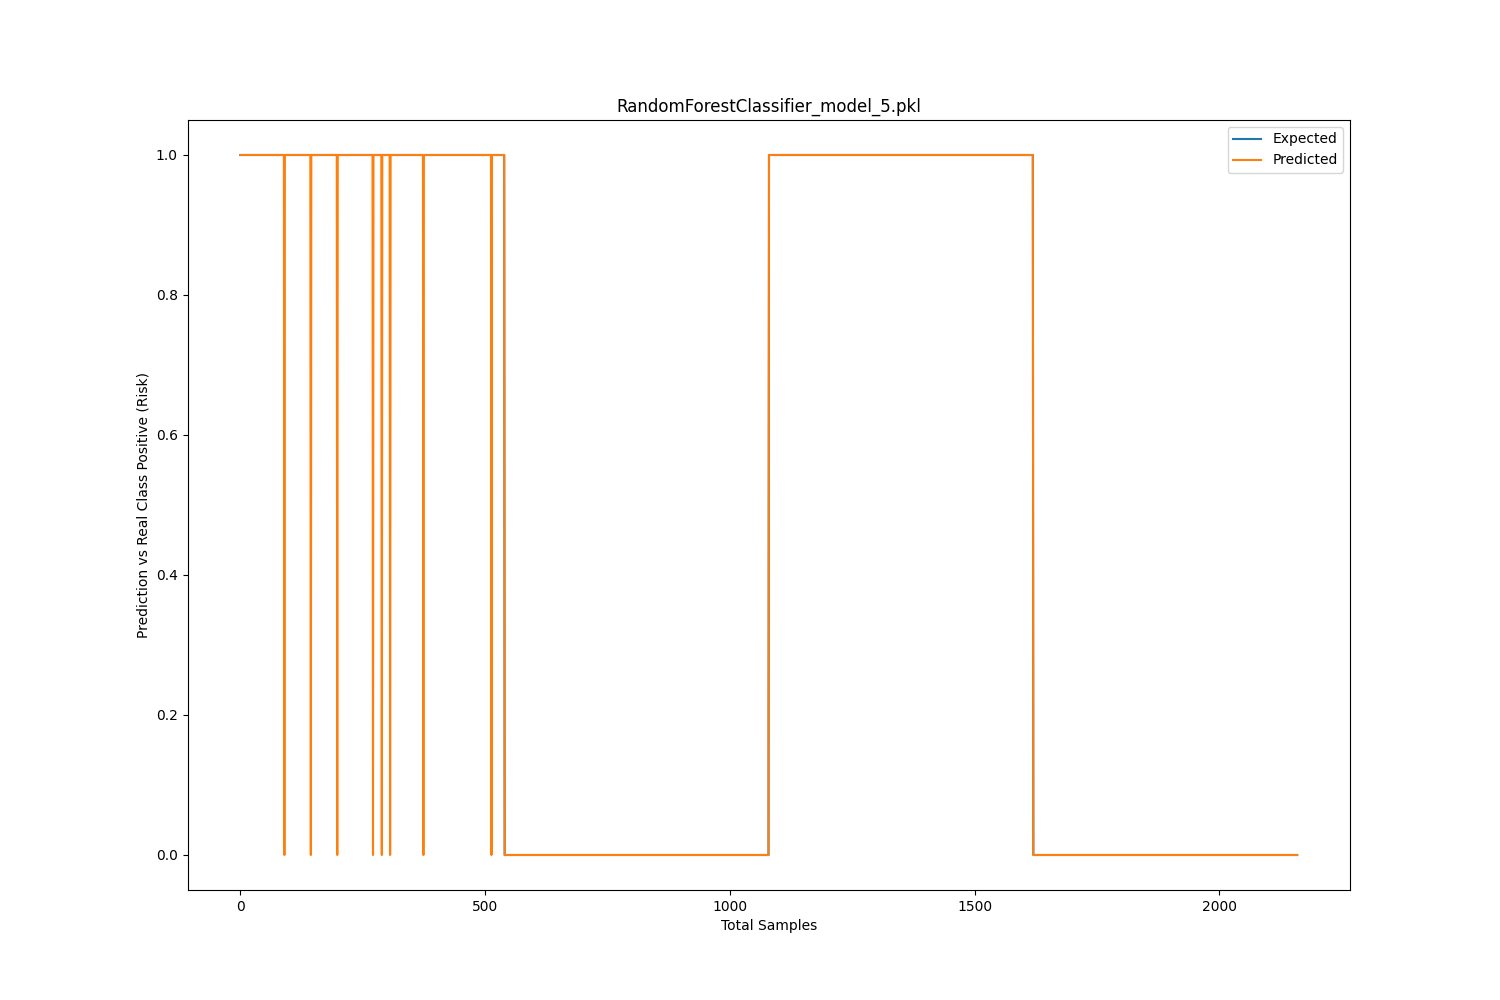 RandomForestClassifier_model_5.pkl
Expected
Predicted
1.0
0.8
0.6
0.4
0.2
0.0
Prediction vs Real Class Positive (Risk)
0 500 1000 1500 2000
Total Samples